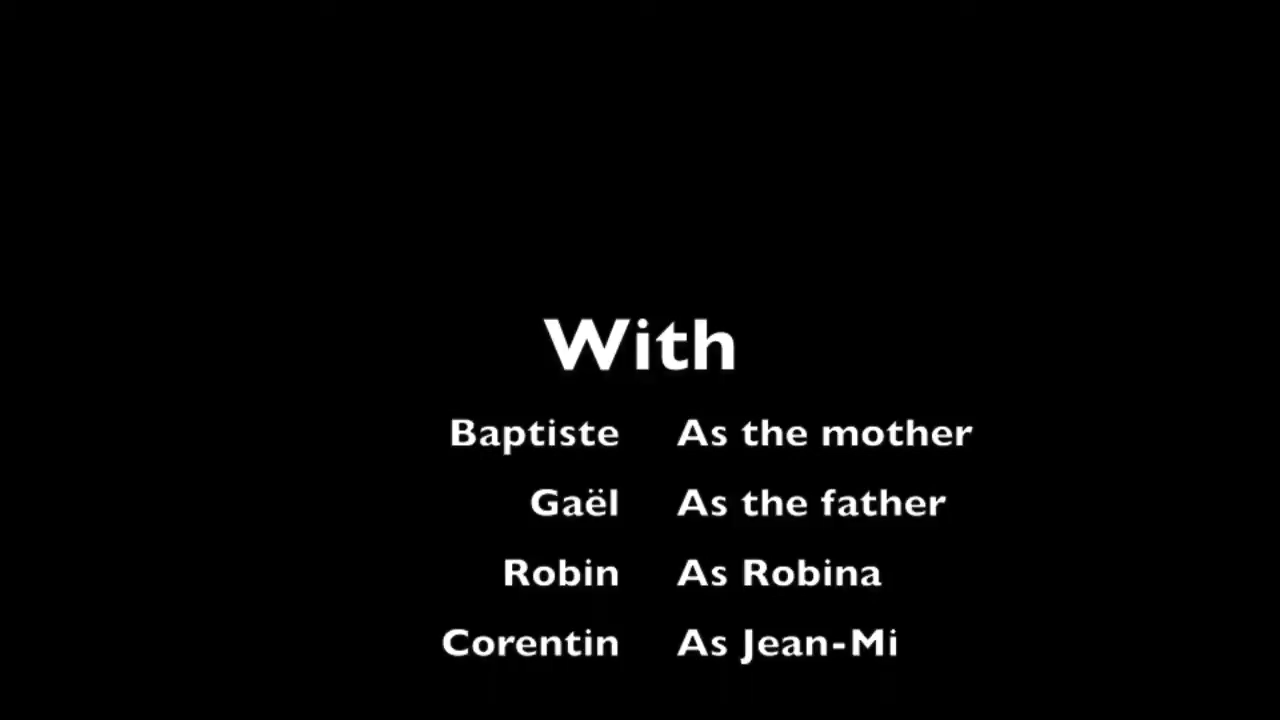 With
Baptiste As the mother
Gaël As the father
Robin As Robina
Corentin As Jean-Mi